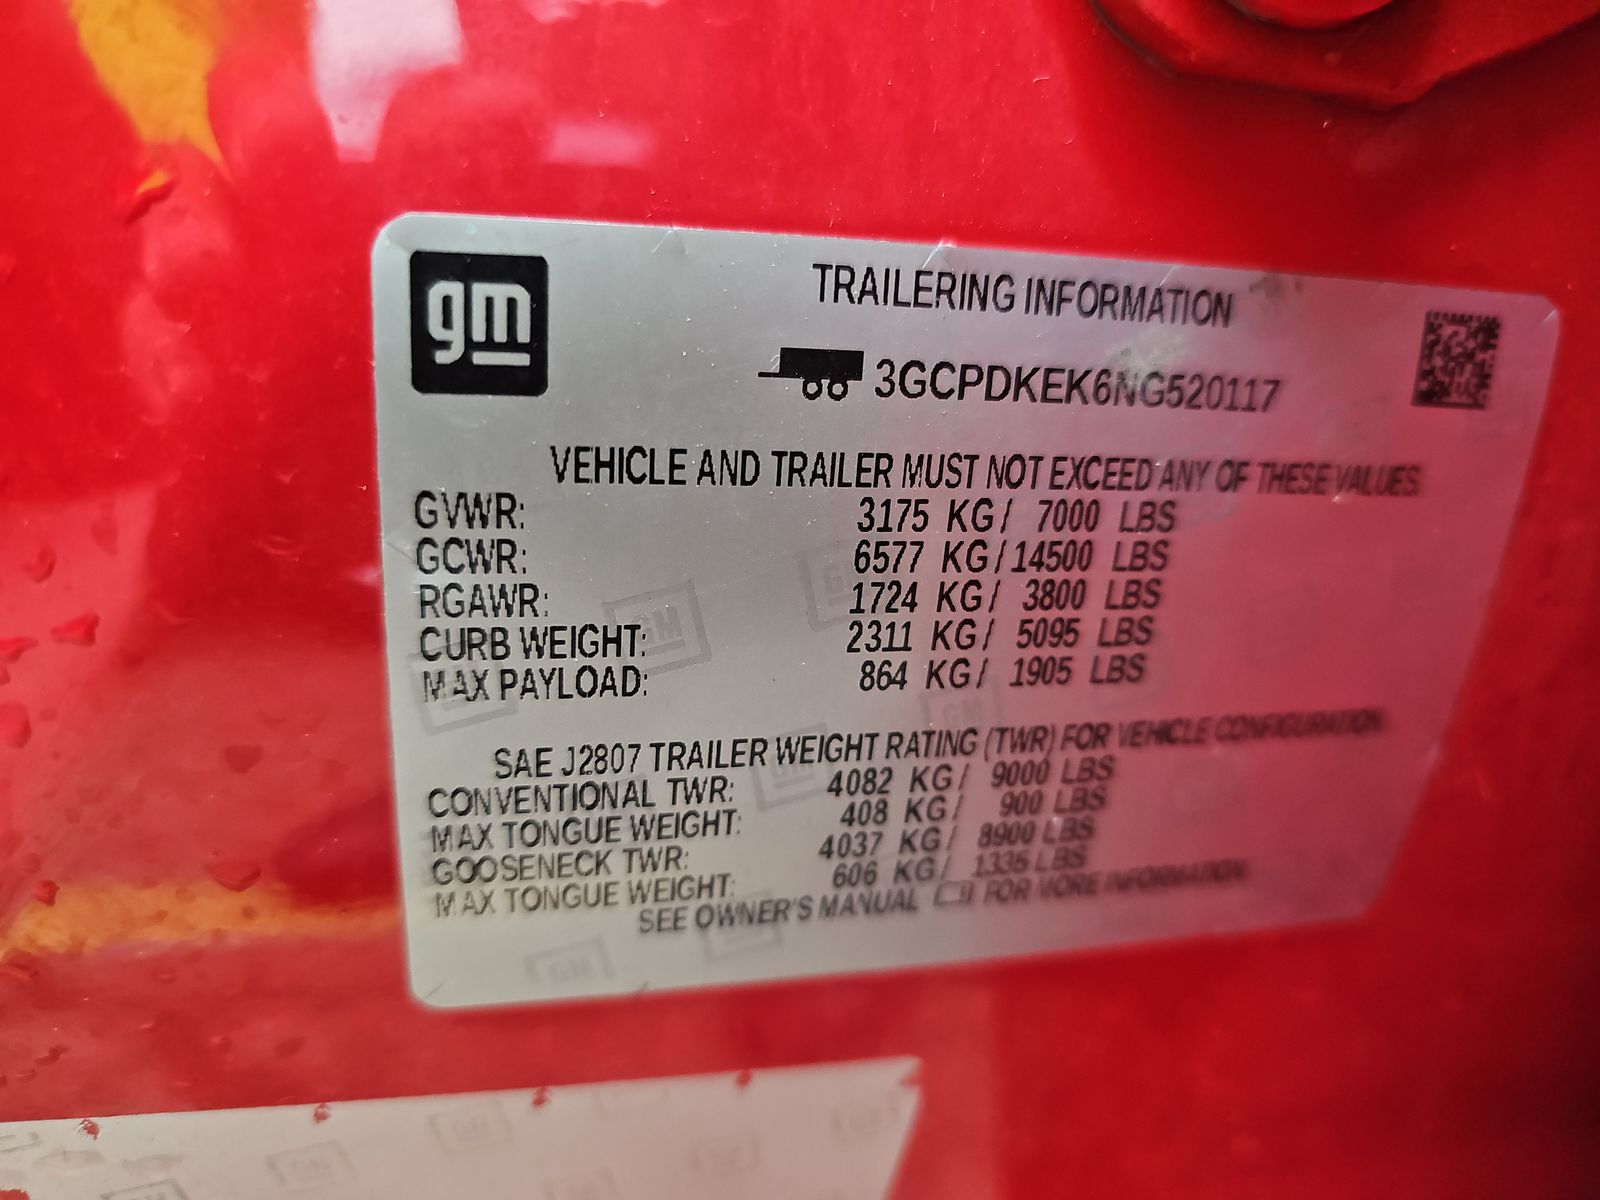 gm
TRAILERING INFORMATION
3GCPDKEK6NG520117
VEHICLE AND TRAILER MUST NOT EXCEED ANY OF THESE VALUES
GVWR: 3175 KG/ 7000 LBS
GCWR: 6577 KG/14500 LBS
RGAWR: 1724 KG/ 3800 LBS
CURB WEIGHT: 2311 KG/ 5095 LBS
MAX PAYLOAD: 864 KG/ 1905 LBS
SAE J2807 TRAILER WEIGHT RATING (TWR) FOR VEHICLE CONFIGURATION
CONVENTIONAL TWR: 4082 KG/ 9000 LBS
MAX TONGUE WEIGHT: 408 KG/ 900 LBS
GOOSENECK TWR: 4037 KG/ 8900 LBS
MAX TONGUE WEIGHT: 606 KG/ 1335 LBS
SEE OWNER'S MANUAL FOR MORE INFORMATION